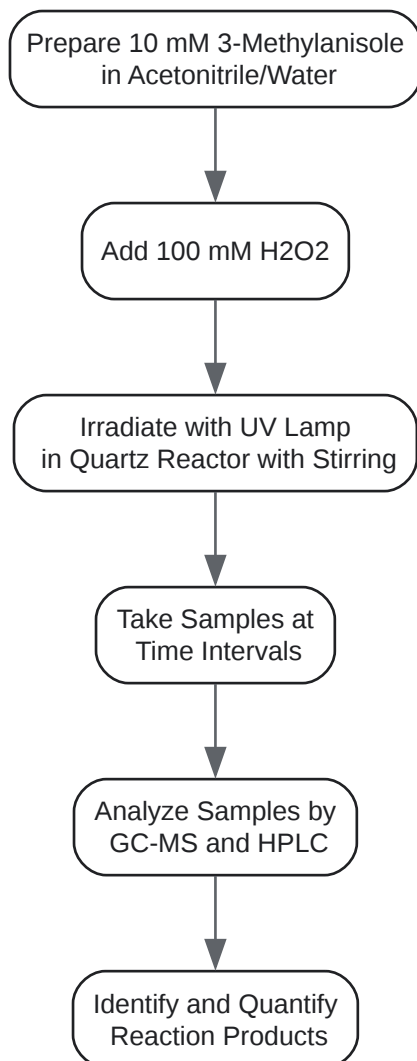 Prepare 10 mM 3-Methylanisole
in Acetonitrile/Water
Add 100 mM H2O2
Irradiate with UV Lamp
in Quartz Reactor with Stirring
Take Samples at
Time Intervals
Analyze Samples by
GC-MS and HPLC
Identify and Quantify
Reaction Products